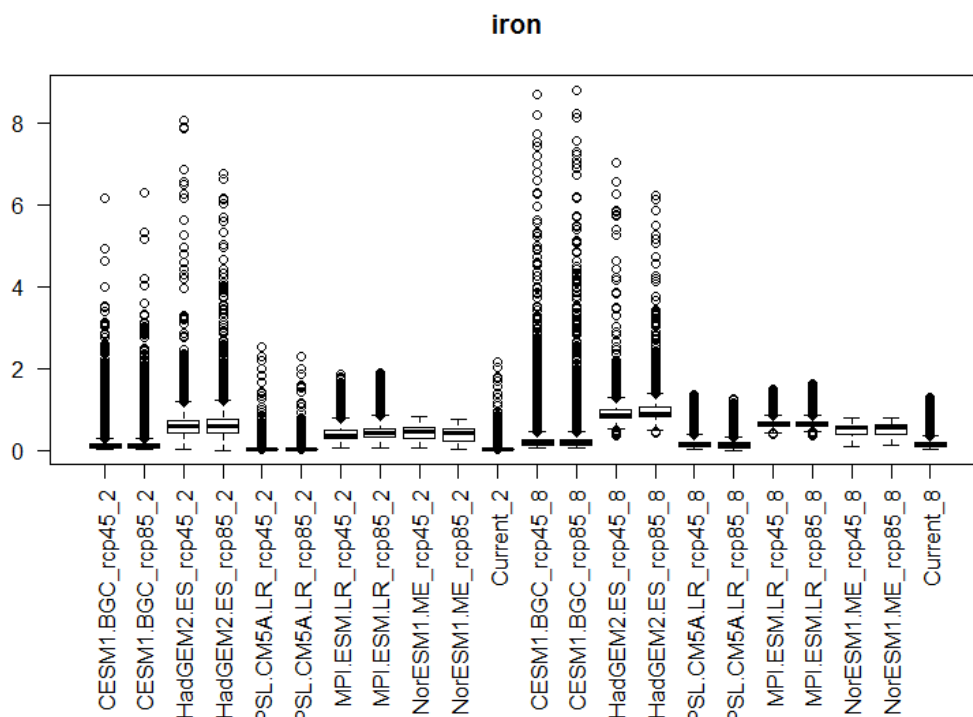 iron
8
6
4
2
0
CESM1.BGC_rcp45_2
CESM1.BGC_rcp85_2
HadGEM2.ES_rcp45_2
HadGEM2.ES_rcp85_2
PSL.CM5A.LR_rcp45_2
PSL.CM5A.LR_rcp85_2
MPI.ESM.LR_rcp45_2
MPI.ESM.LR_rcp85_2
NorESM1.ME_rcp45_2
NorESM1.ME_rcp85_2
Current_2
CESM1.BGC_rcp45_8
CESM1.BGC_rcp85_8
HadGEM2.ES_rcp45_8
HadGEM2.ES_rcp85_8
PSL.CM5A.LR_rcp45_8
PSL.CM5A.LR_rcp85_8
MPI.ESM.LR_rcp45_8
MPI.ESM.LR_rcp85_8
NorESM1.ME_rcp45_8
NorESM1.ME_rcp85_8
Current_8